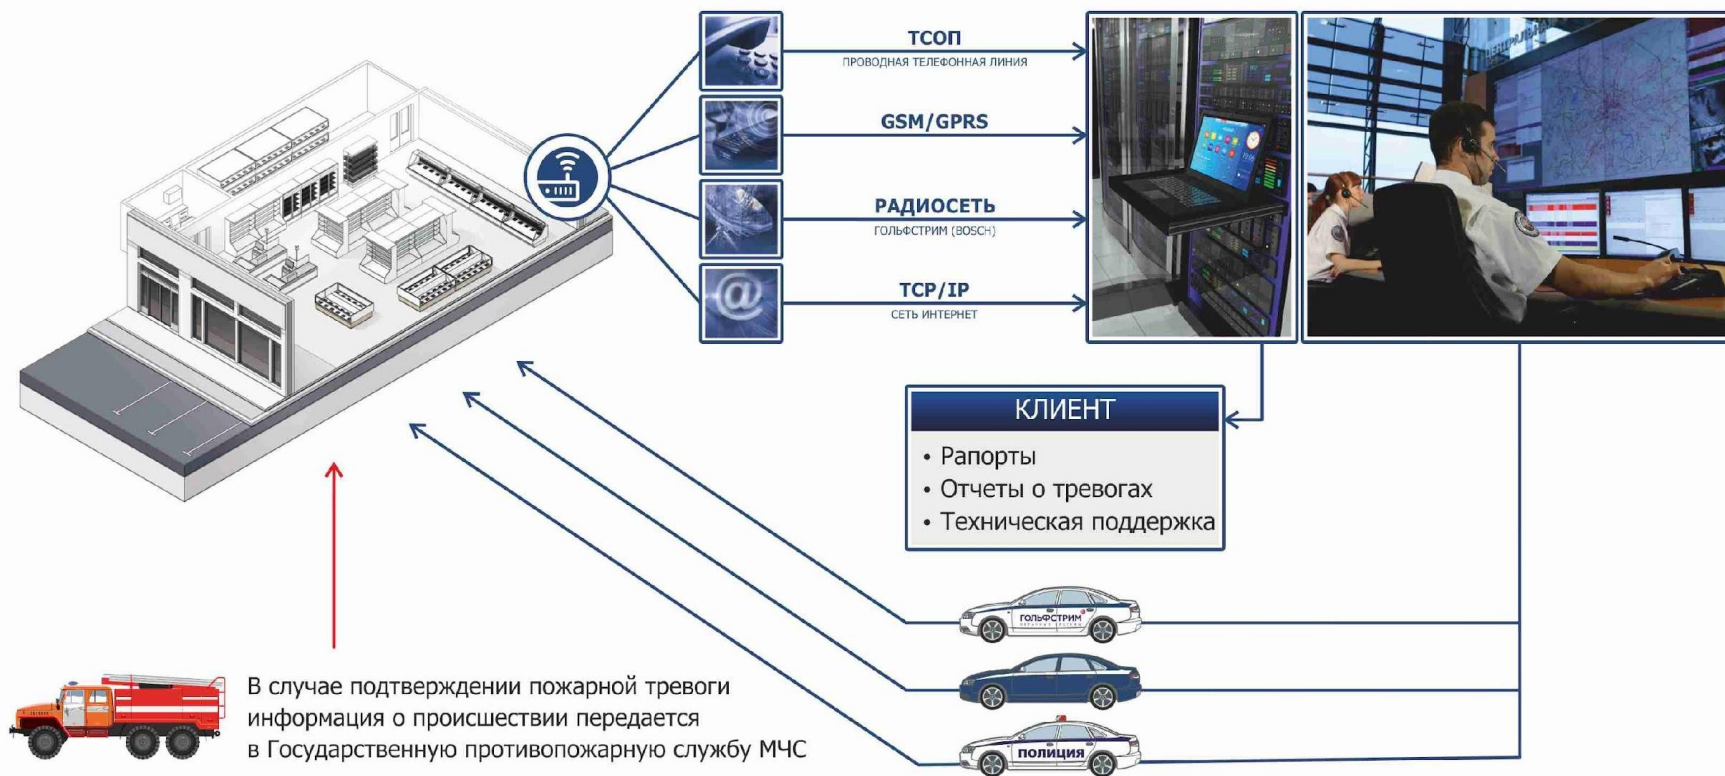 ТСОП
ПРОВОДНАЯ ТЕЛЕФОННАЯ ЛИНИЯ
GSM/GPRS
РАДИОСЕТЬ
ГОЛЬФСТРИМ (BOSCH)
TCP/IP
СЕТЬ ИНТЕРНЕТ
КЛИЕНТ
• Рапорты
• Отчеты о тревогах
• Техническая поддержка
ГОЛЬФСТРИМ
ПОЛИЦИЯ
В случае подтверждении пожарной тревоги
информация о происшествии передается
в Государственную противопожарную службу МЧС